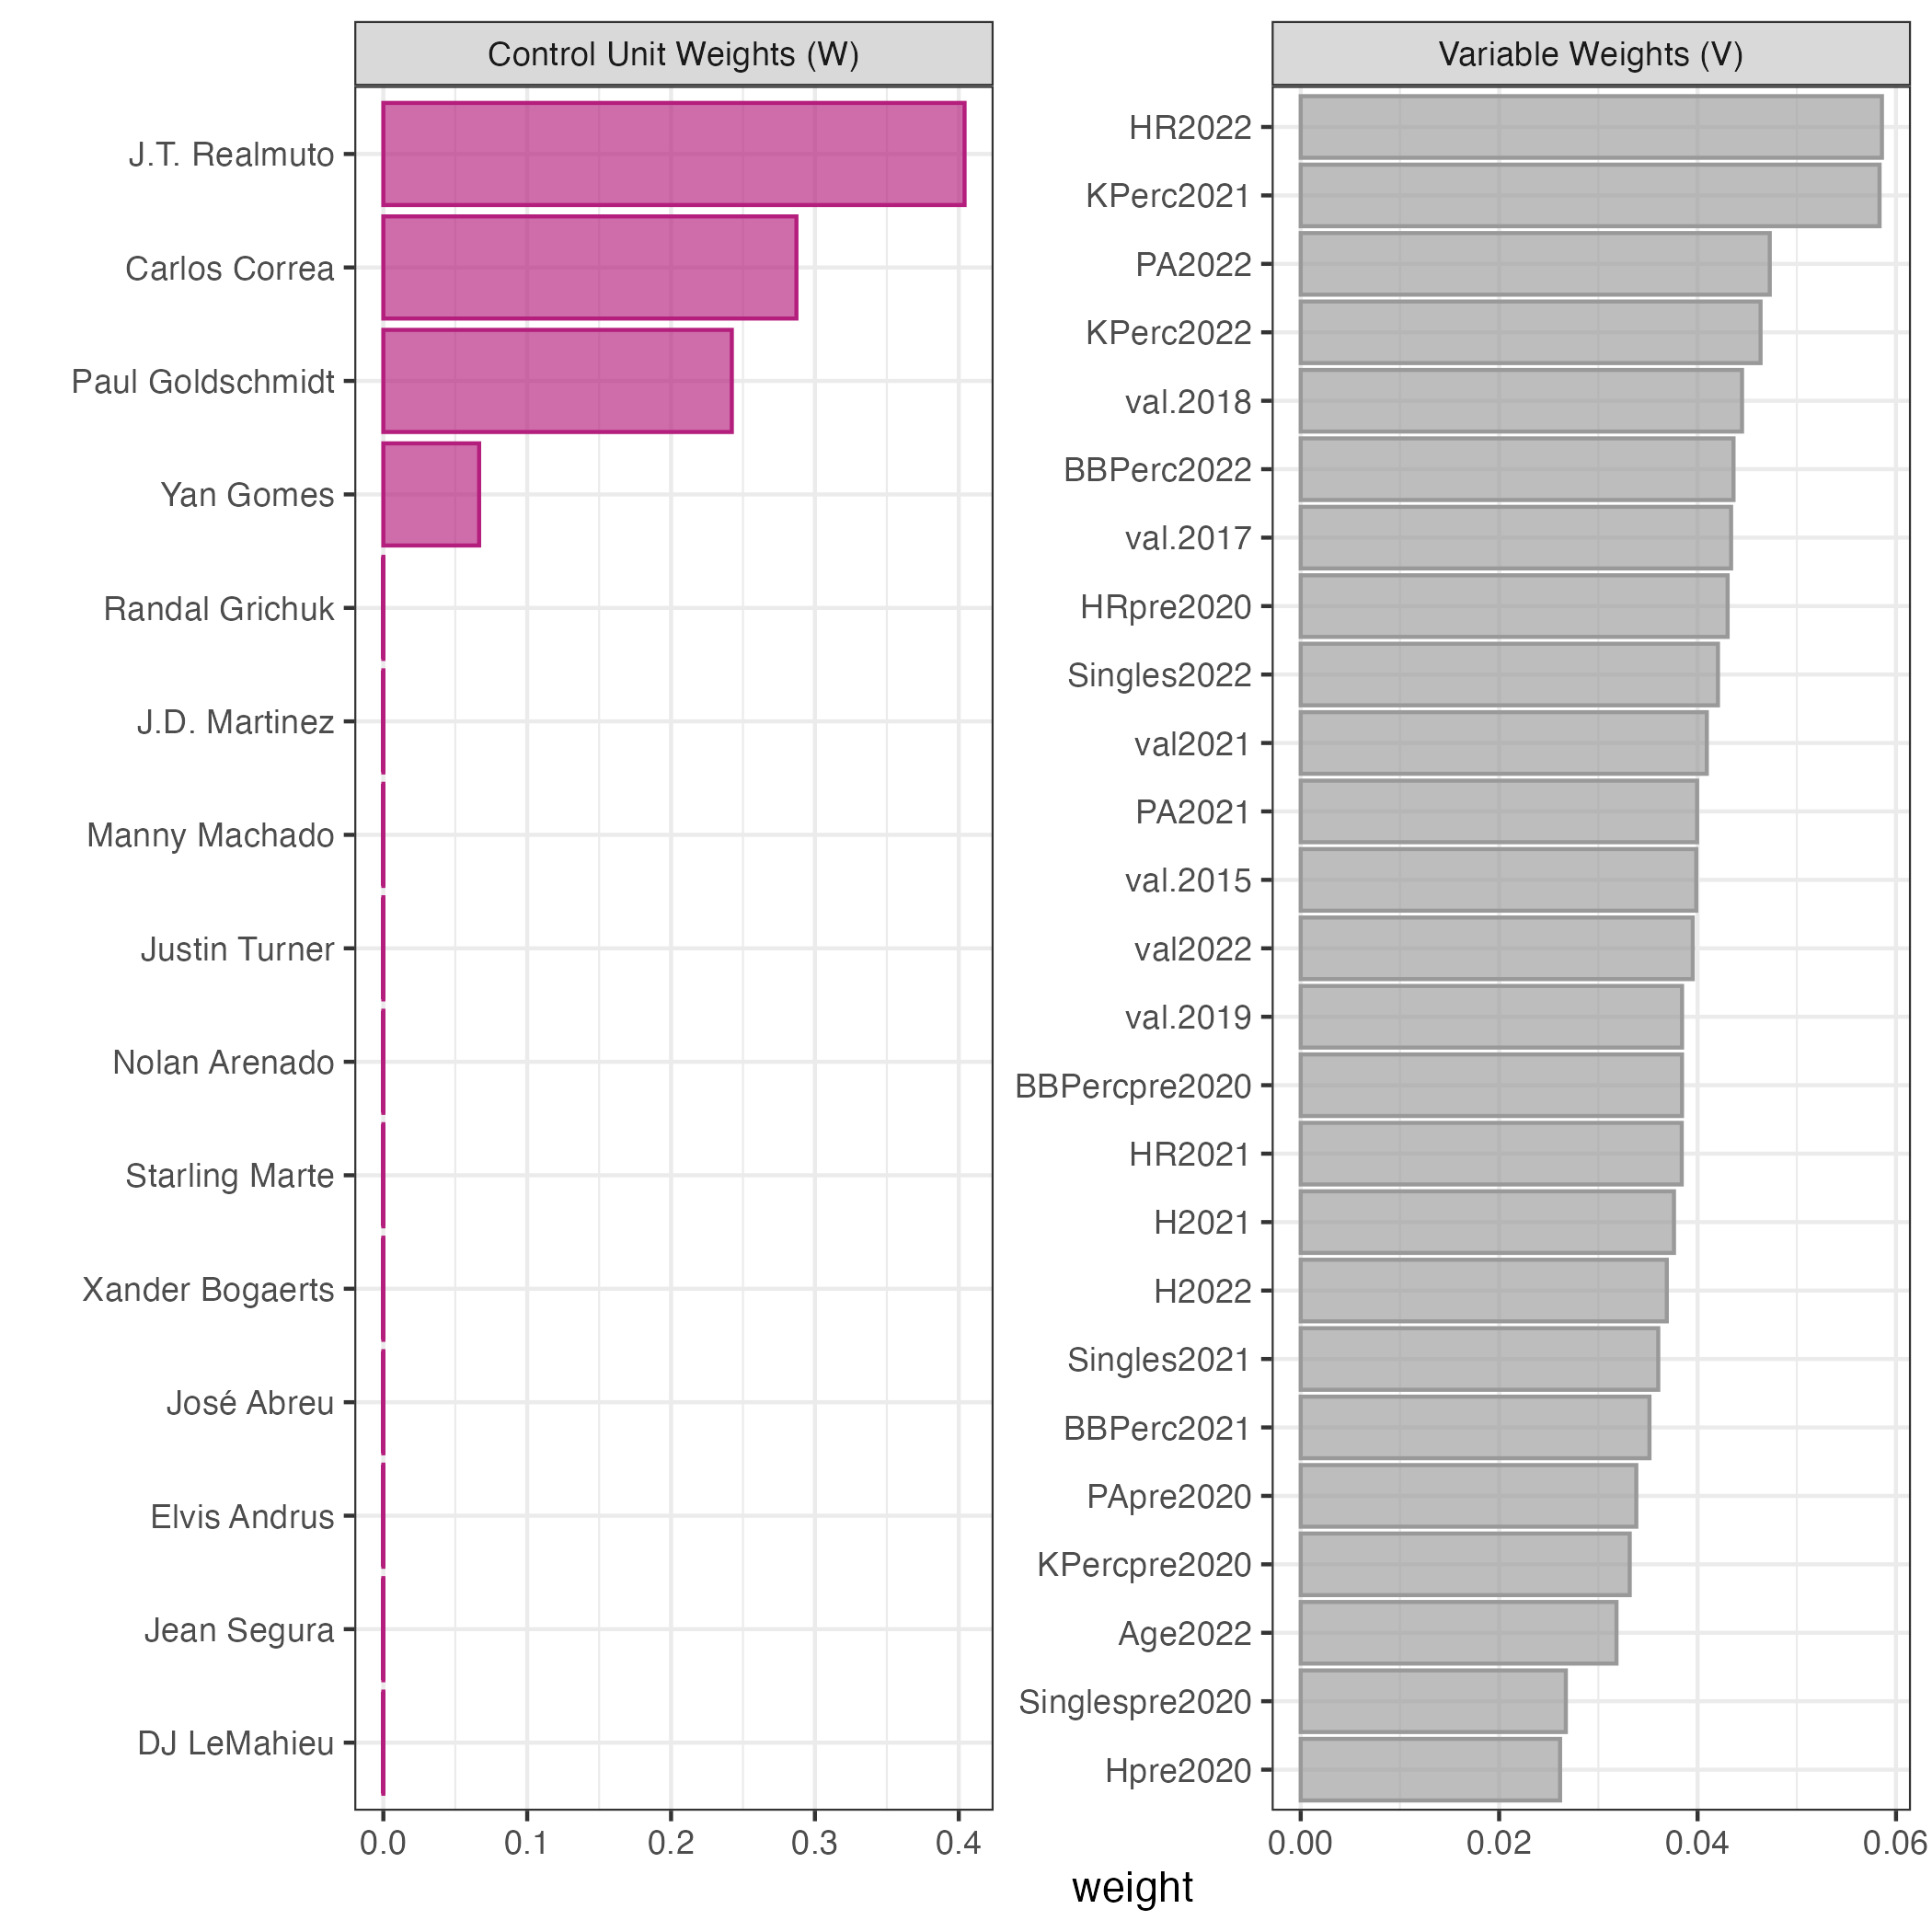 Control Unit Weights (W)
J.T. Realmuto
Carlos Correa
Paul Goldschmidt
Yan Gomes
Randal Grichuk
J.D. Martinez
Manny Machado
Justin Turner
Nolan Arenado
Starling Marte
Xander Bogaerts
José Abreu
Elvis Andrus
Jean Segura
DJ LeMahieu
0.0 0.1 0.2 0.3 0.4
Variable Weights (V)
HR2022
KPerc2021
PA2022
KPerc2022
val.2018
BBPerc2022
val.2017
HRpre2020
Singles2022
val2021
PA2021
val.2015
val2022
val.2019
BBPercpre2020
HR2021
H2021
H2022
Singles2021
BBPerc2021
PApre2020
KPercpre2020
Age2022
Singlespre2020
Hpre2020
0.00 0.02 0.04 0.06
weight